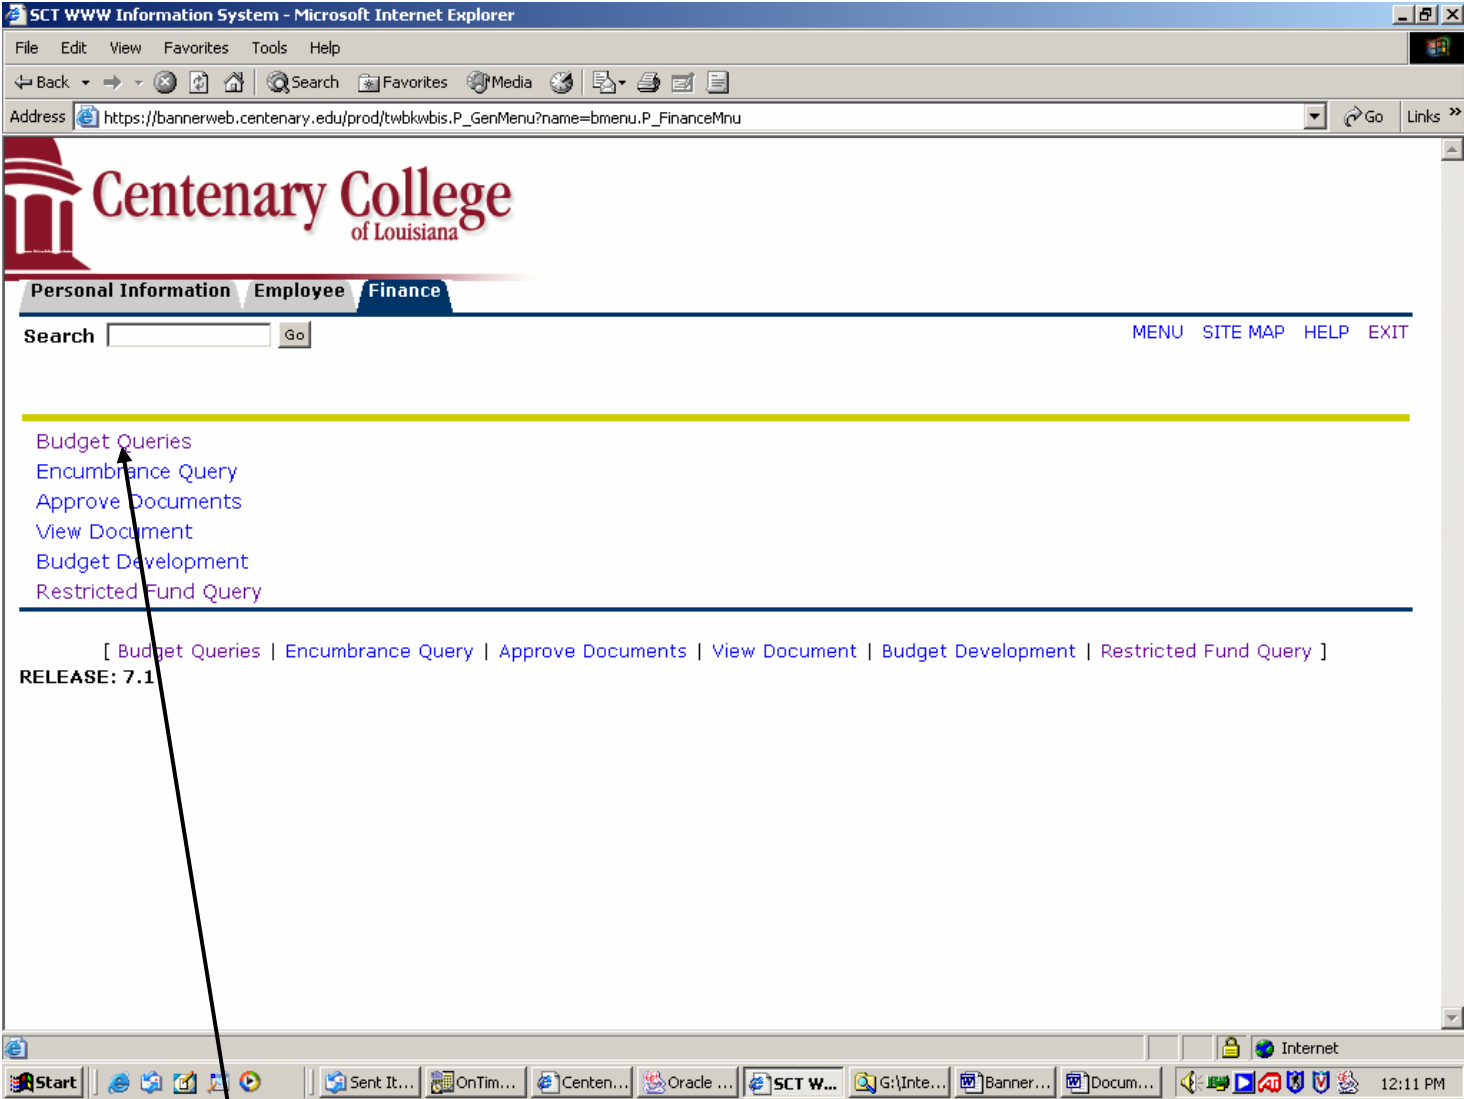 SCT WWW Information System - Microsoft Internet Explorer
File Edit View Favorites Tools Help
Back Search Favorites Media
Address https://bannerweb.centenary.edu/prod/twbkwbis.P_GenMenu?name=bmenu.P_FinanceMnu Go Links »
Centenary College
of Louisiana
Personal Information Employee Finance
Search Go MENU SITE MAP HELP EXIT
Budget Queries
Encumbrance Query
Approve Documents
View Document
Budget Development
Restricted Fund Query
[ Budget Queries | Encumbrance Query | Approve Documents | View Document | Budget Development | Restricted Fund Query ]
RELEASE: 7.1
Internet
Start Sent It... OnTim... Centen... Oracle ... SCT W... G:\Inte... Banner... Docum... 12:11 PM